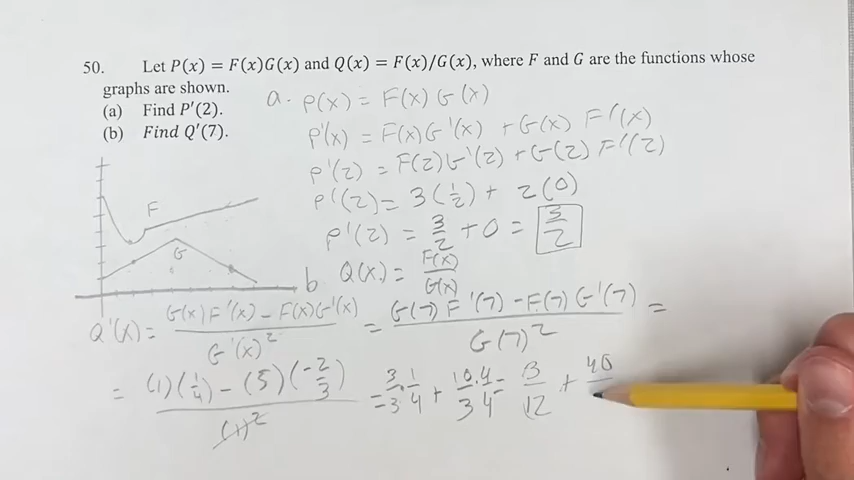 50. Let P(x) = F(x)G(x) and Q(x) = F(x)/G(x), where F and G are the functions whose
graphs are shown.
(a) Find P'(2).
(b) Find Q'(7).
a. P(x) = F(x) G(x)
P'(x) = F(x)G'(x) + G(x) F'(x)
P'(2) = F(2)G'(2) + G(2) F'(2)
P'(2) = 3(1/2) + 2(0)
P'(2) = 3/2 + 0 = 3/2
F
G
b Q(x) = F(x)/G(x)
Q'(x) = G(x)F'(x) - F(x)G'(x) / G'(x)^2 = G(7) F'(7) - F(7) G'(7) / G(7)^2 =
= (1)(1/4) - (5)(-2/3) / (1)^2 = 3/3 · 1/4 + 10/3 · 4/4 = 3/12 + 40